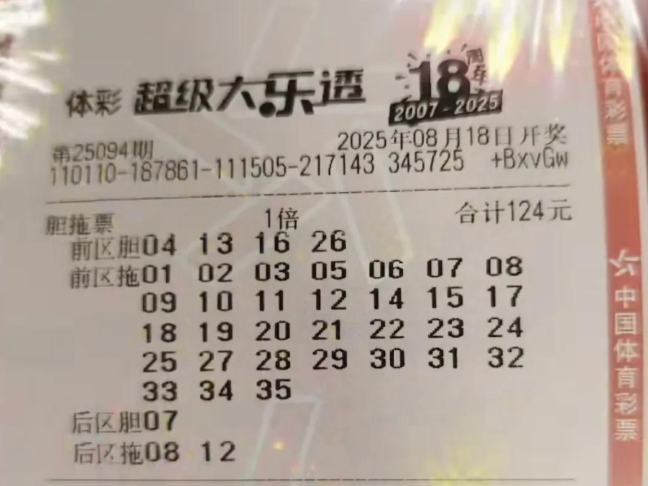 体彩 超级大乐透 18周年
2007-2025
第25094期 2025年08月18日开奖
110110-187861-111505-217143 345725 +BxvGw
胆拖票 1倍 合计124元
前区胆04 13 16 26
前区拖01 02 03 05 06 07 08
09 10 11 12 14 15 17
18 19 20 21 22 23 24
25 27 28 29 30 31 32
33 34 35
后区胆07
后区拖08 12
体育彩票
中国体育彩票